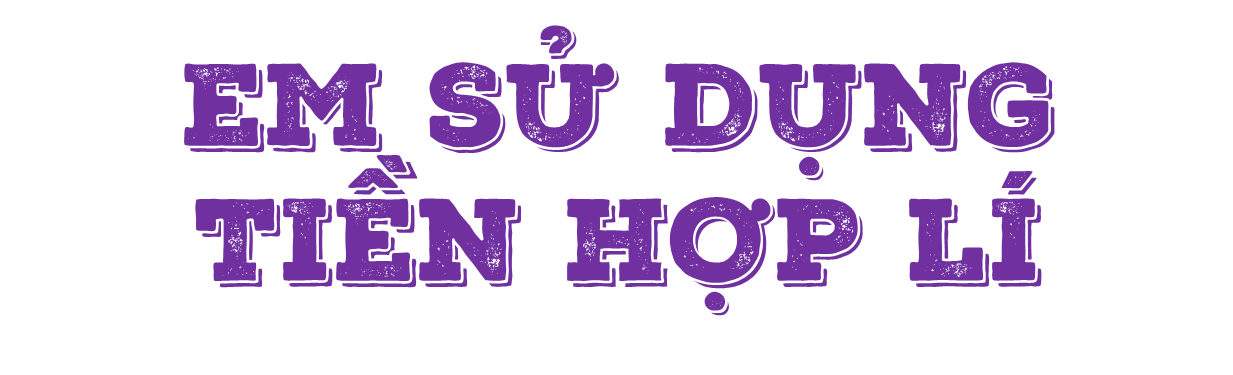 EM SỬ DỤNG
TIỀN HỢP LÍ